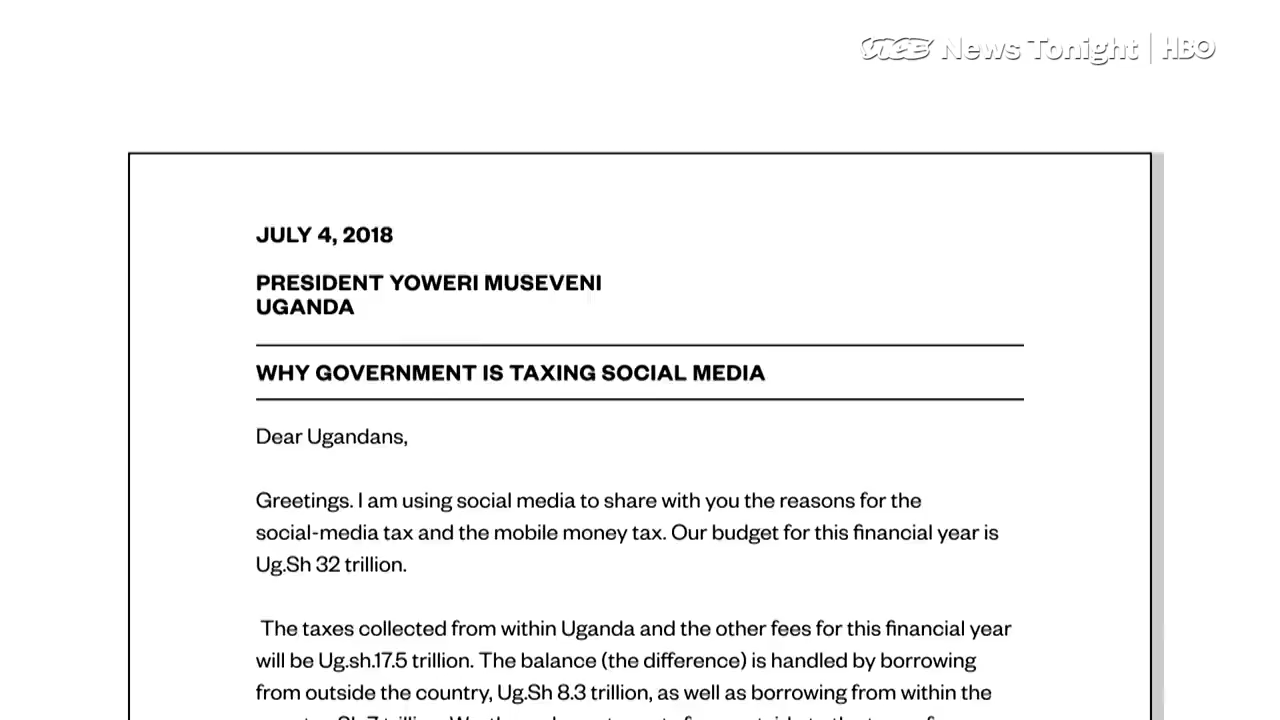 VICE News Tonight | HBO
JULY 4, 2018
PRESIDENT YOWERI MUSEVENI
UGANDA
WHY GOVERNMENT IS TAXING SOCIAL MEDIA
Dear Ugandans,
Greetings. I am using social media to share with you the reasons for the
social-media tax and the mobile money tax. Our budget for this financial year is
Ug.Sh 32 trillion.
The taxes collected from within Uganda and the other fees for this financial year
will be Ug.sh.17.5 trillion. The balance (the difference) is handled by borrowing
from outside the country, Ug.Sh 8.3 trillion, as well as borrowing from within the